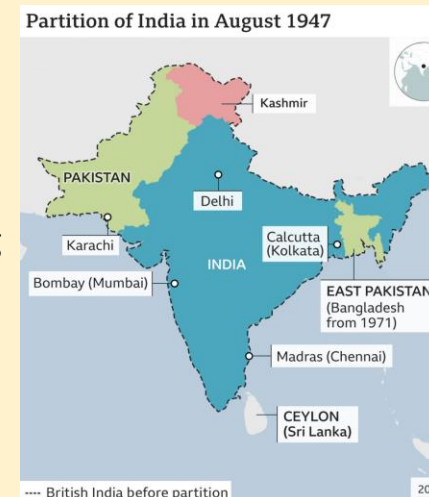 Partition of India in August 1947
Kashmir
PAKISTAN
Delhi
Karachi
Calcutta
(Kolkata)
INDIA
Bombay (Mumbai)
EAST PAKISTAN
(Bangladesh
from 1971)
Madras (Chennai)
CEYLON
(Sri Lanka)
---- British India before partition